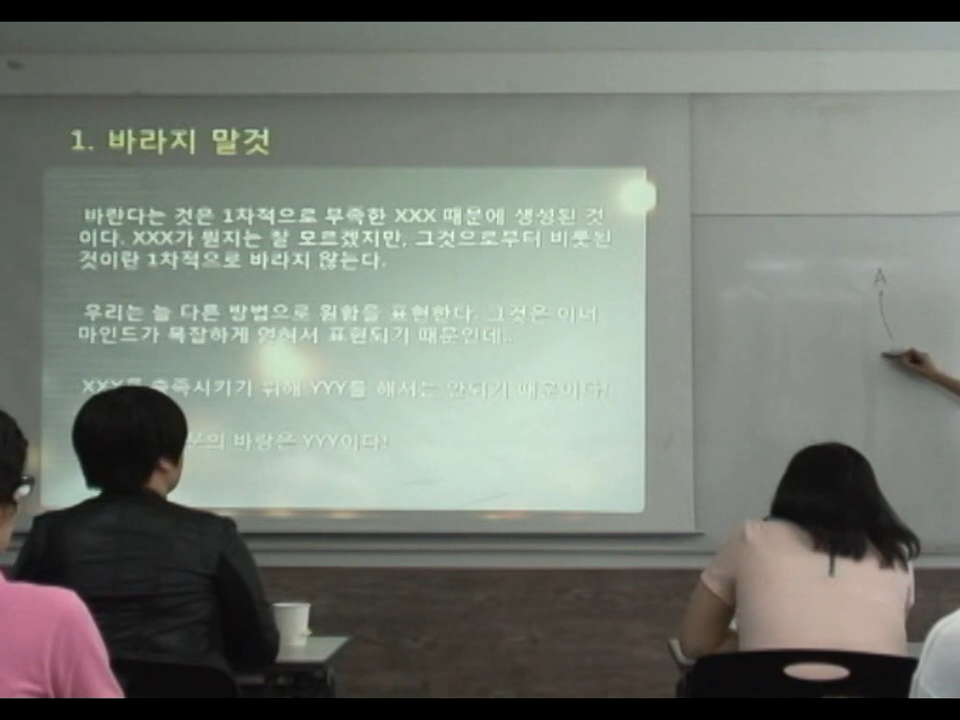 1. 바라지 말것
바란다는 것은 1차적으로 부족한 XXX 때문에 생성된 것
이다. XXX가 뭔지는 잘 모르겠지만, 그것으로부터 비롯된
것이란 1차적으로 바라지 않는다.
우리는 늘 다른 방법으로 원함을 표현한다. 그것은 이너
마인드가 복잡하게 얽혀서 표현되기 때문인데..
XXX를 충족시키기 위해 YYY를 해서는 안되기 때문이다!
바람은 YYY이다!
A